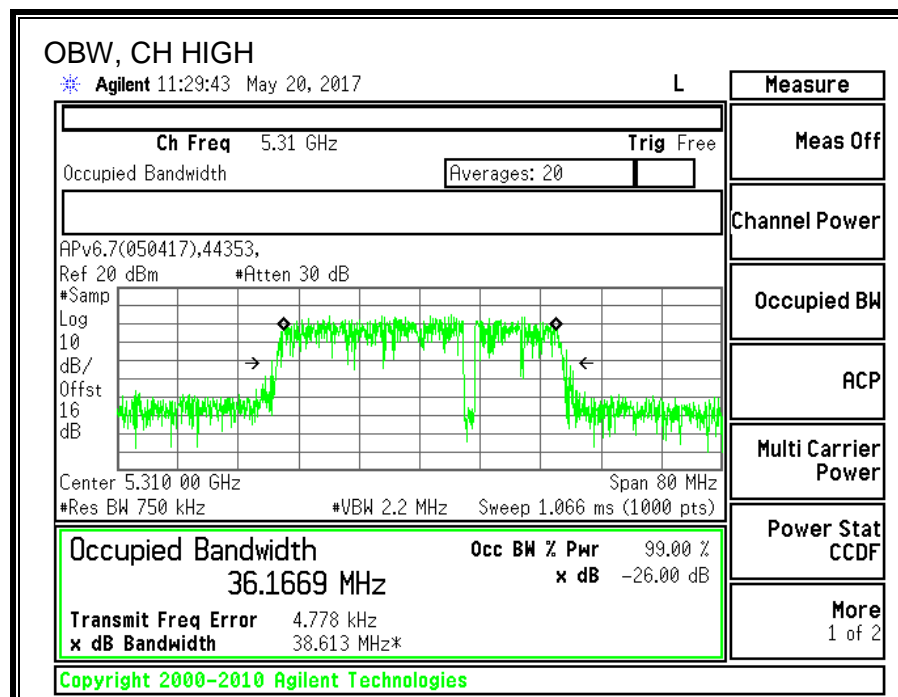 OBW, CH HIGH
Agilent 11:29:43 May 20, 2017 L
Measure
Ch Freq 5.31 GHz Trig Free
Meas Off
Occupied Bandwidth Averages: 20
Channel Power
APv6.7(050417),44353,
Ref 20 dBm #Atten 30 dB
#Samp
Log
10
dB/
Offst
16
dB
Occupied BW
ACP
Multi Carrier
Power
Center 5.310 00 GHz Span 80 MHz
#Res BW 750 kHz #VBW 2.2 MHz Sweep 1.066 ms (1000 pts)
Power Stat
CCDF
Occupied Bandwidth Occ BW % Pwr 99.00 %
36.1669 MHz x dB -26.00 dB
Transmit Freq Error 4.778 kHz
x dB Bandwidth 38.613 MHz*
More
1 of 2
Copyright 2000-2010 Agilent Technologies